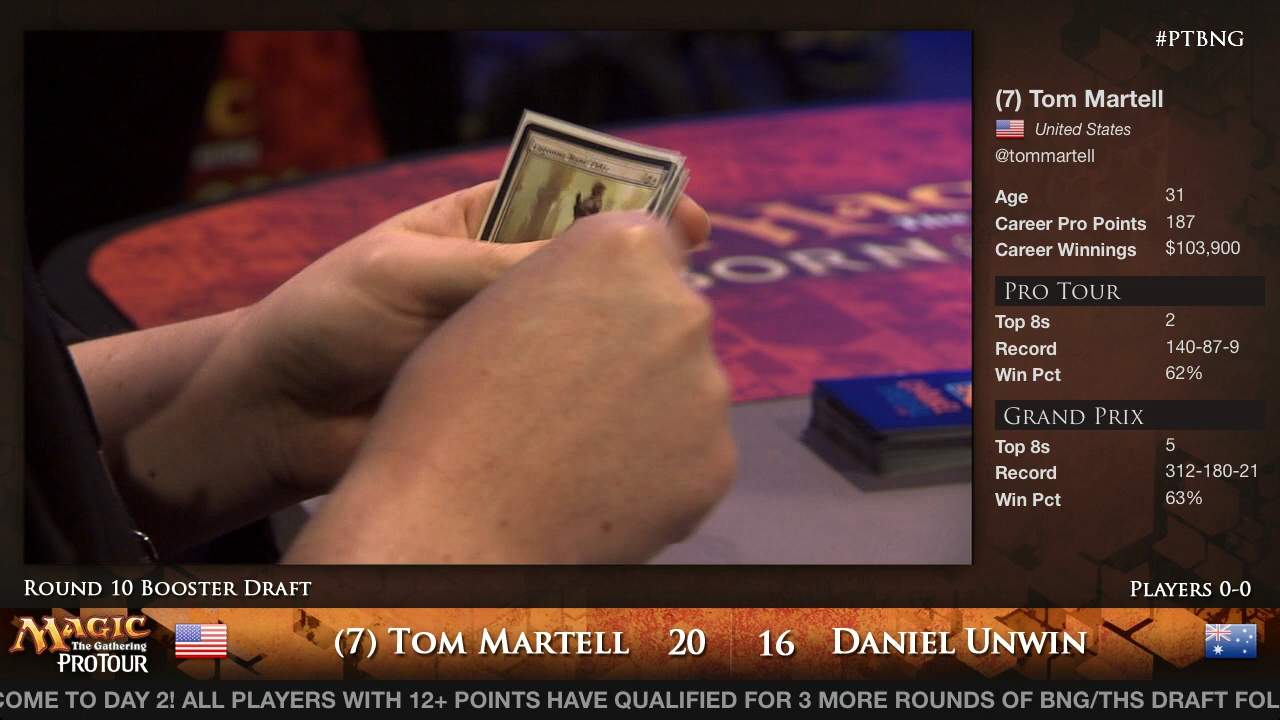 #PTBNG
(7) Tom Martell
United States
@tommartell
Age 31
Career Pro Points 187
Career Winnings $103,900
PRO TOUR
Top 8s 2
Record 140-87-9
Win Pct 62%
GRAND PRIX
Top 8s 5
Record 312-180-21
Win Pct 63%
ROUND 10 BOOSTER DRAFT
PLAYERS 0-0
MAGIC
The Gathering
PROTOUR
(7) TOM MARTELL 20 16 DANIEL UNWIN
COME TO DAY 2! ALL PLAYERS WITH 12+ POINTS HAVE QUALIFIED FOR 3 MORE ROUNDS OF BNG/THS DRAFT FOL